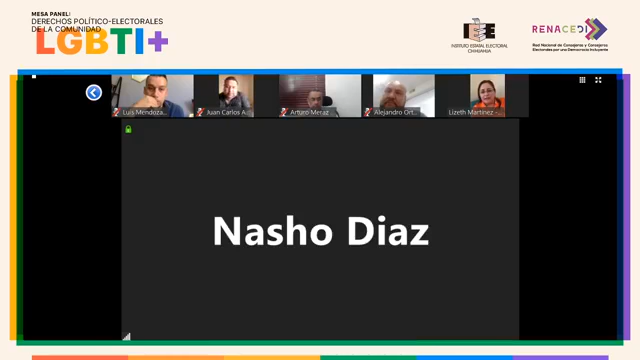 MESA PANEL:
DERECHOS POLÍTICO-ELECTORALES
DE LA COMUNIDAD
LGBTI+
IEE
INSTITUTO ESTATAL ELECTORAL
CHIHUAHUA
RENACEDI
Red Nacional de Consejeras y Consejeros
Electorales por una Democracia Incluyente
Luis Mendoza...
Juan Carlos A...
Arturo Meraz
Alejandro Ort...
Lizeth Martínez -...
Nasho Diaz